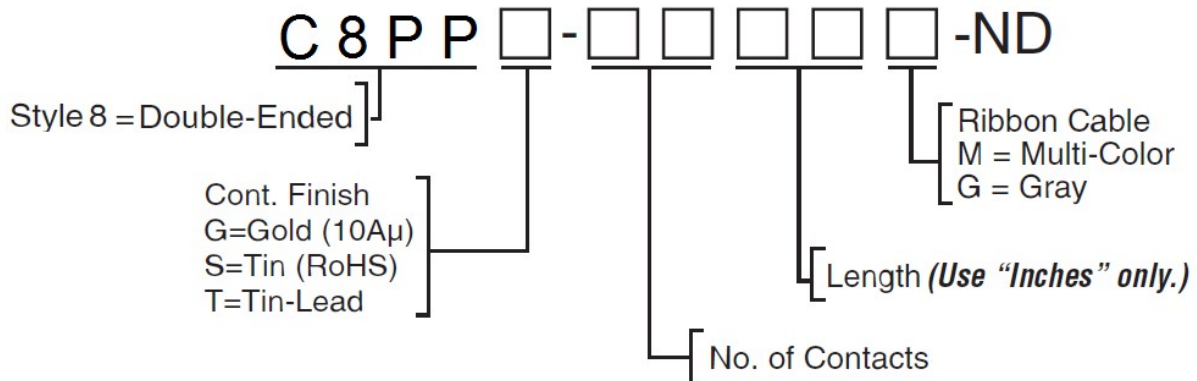 C 8 P P □ - □ □ □ □ □ -ND
Style 8 = Double-Ended
Ribbon Cable
M = Multi-Color
G = Gray
Cont. Finish
G=Gold (10Aµ)
S=Tin (RoHS)
T=Tin-Lead
Length (Use “Inches” only.)
No. of Contacts